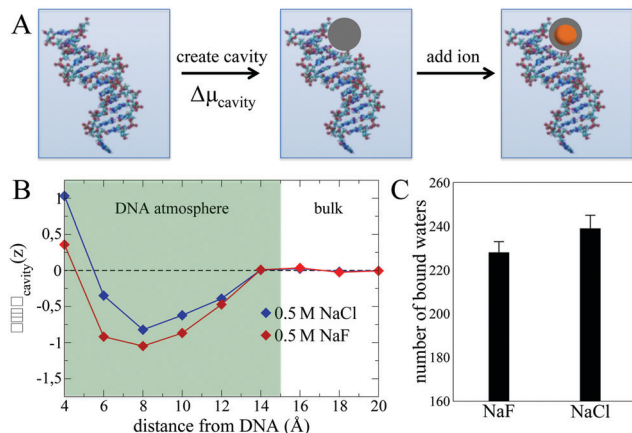 A
create cavity
Δμcavity
add ion
B
DNA atmosphere
bulk
1
0,5
0
-0,5
-1
-1,5
cavity(z)
0.5 M NaCl
0.5 M NaF
4 6 8 10 12 14 16 18 20
distance from DNA (Å)
C
number of bound waters
260
240
220
200
180
160
NaF NaCl